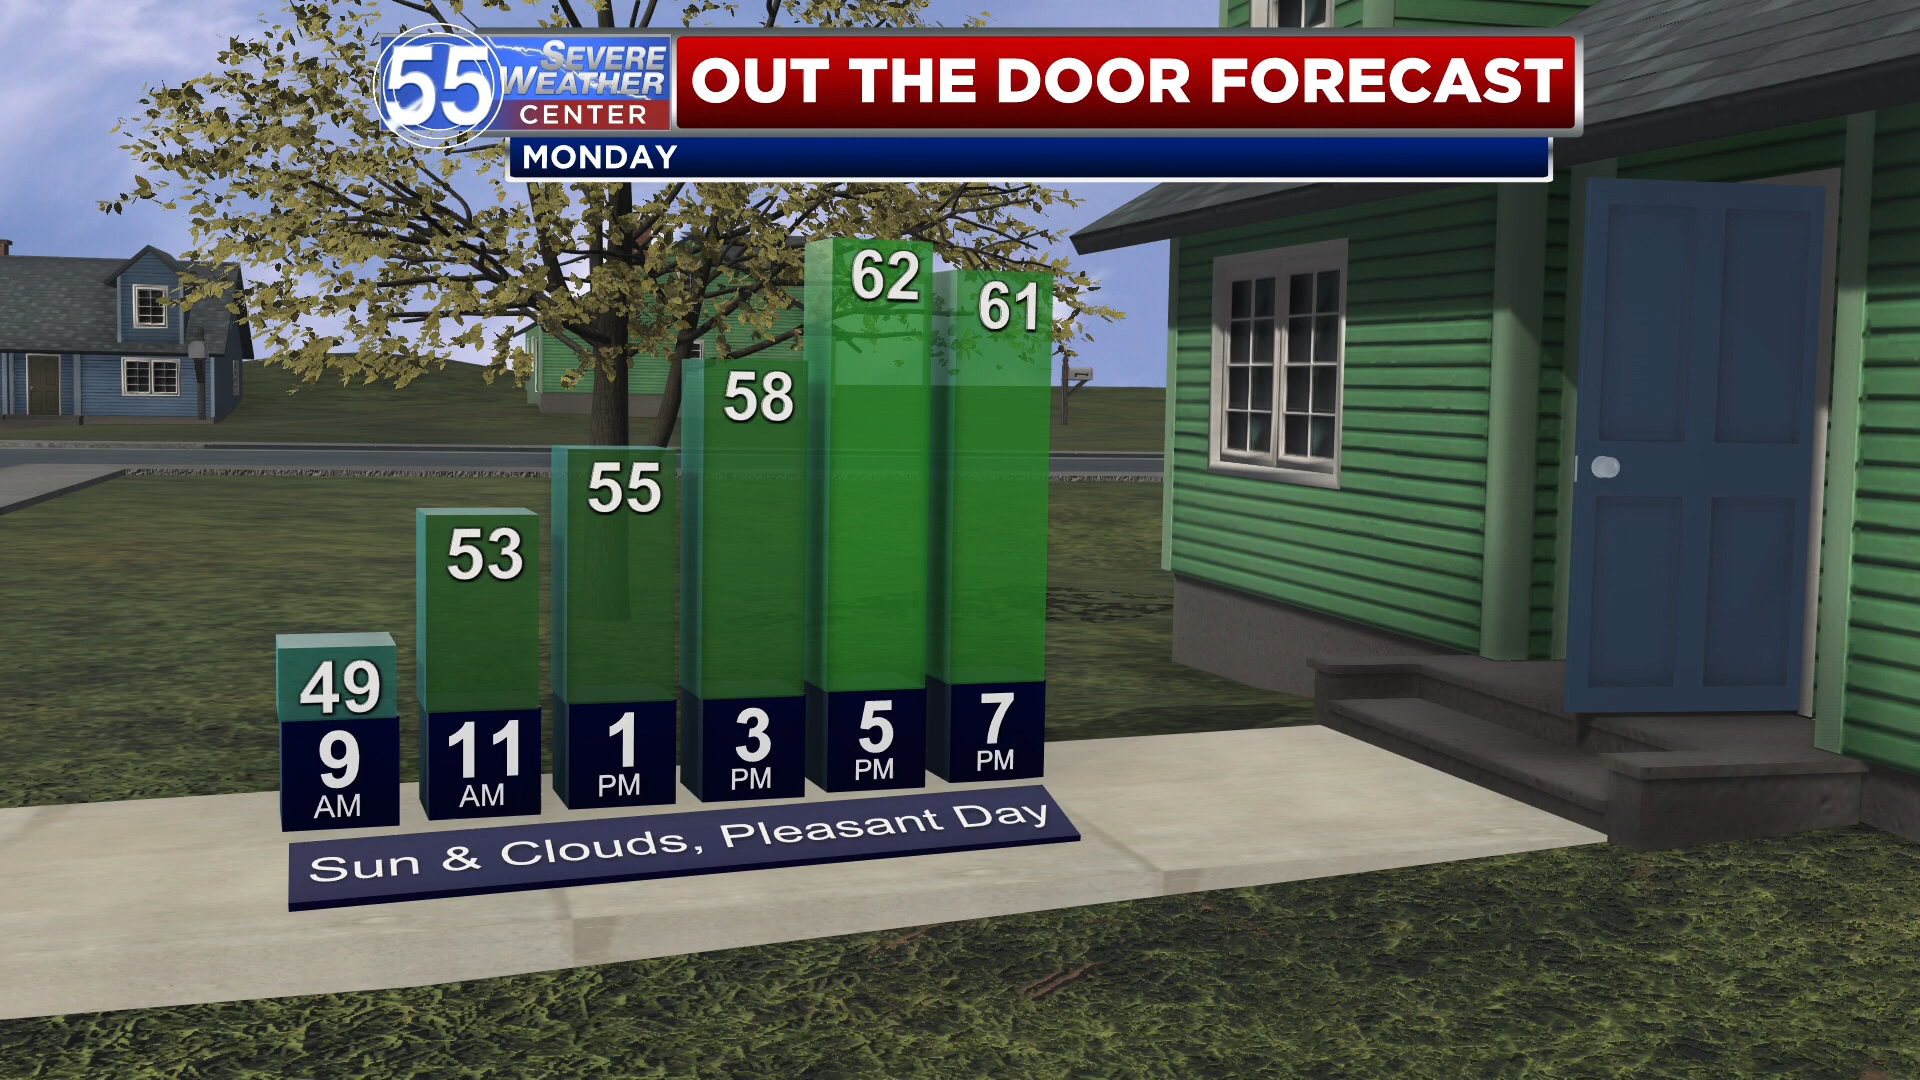 55
SEVERE
WEATHER
CENTER
OUT THE DOOR FORECAST
MONDAY
49
53
55
58
62
61
9
AM
11
AM
1
PM
3
PM
5
PM
7
PM
Sun & Clouds, Pleasant Day